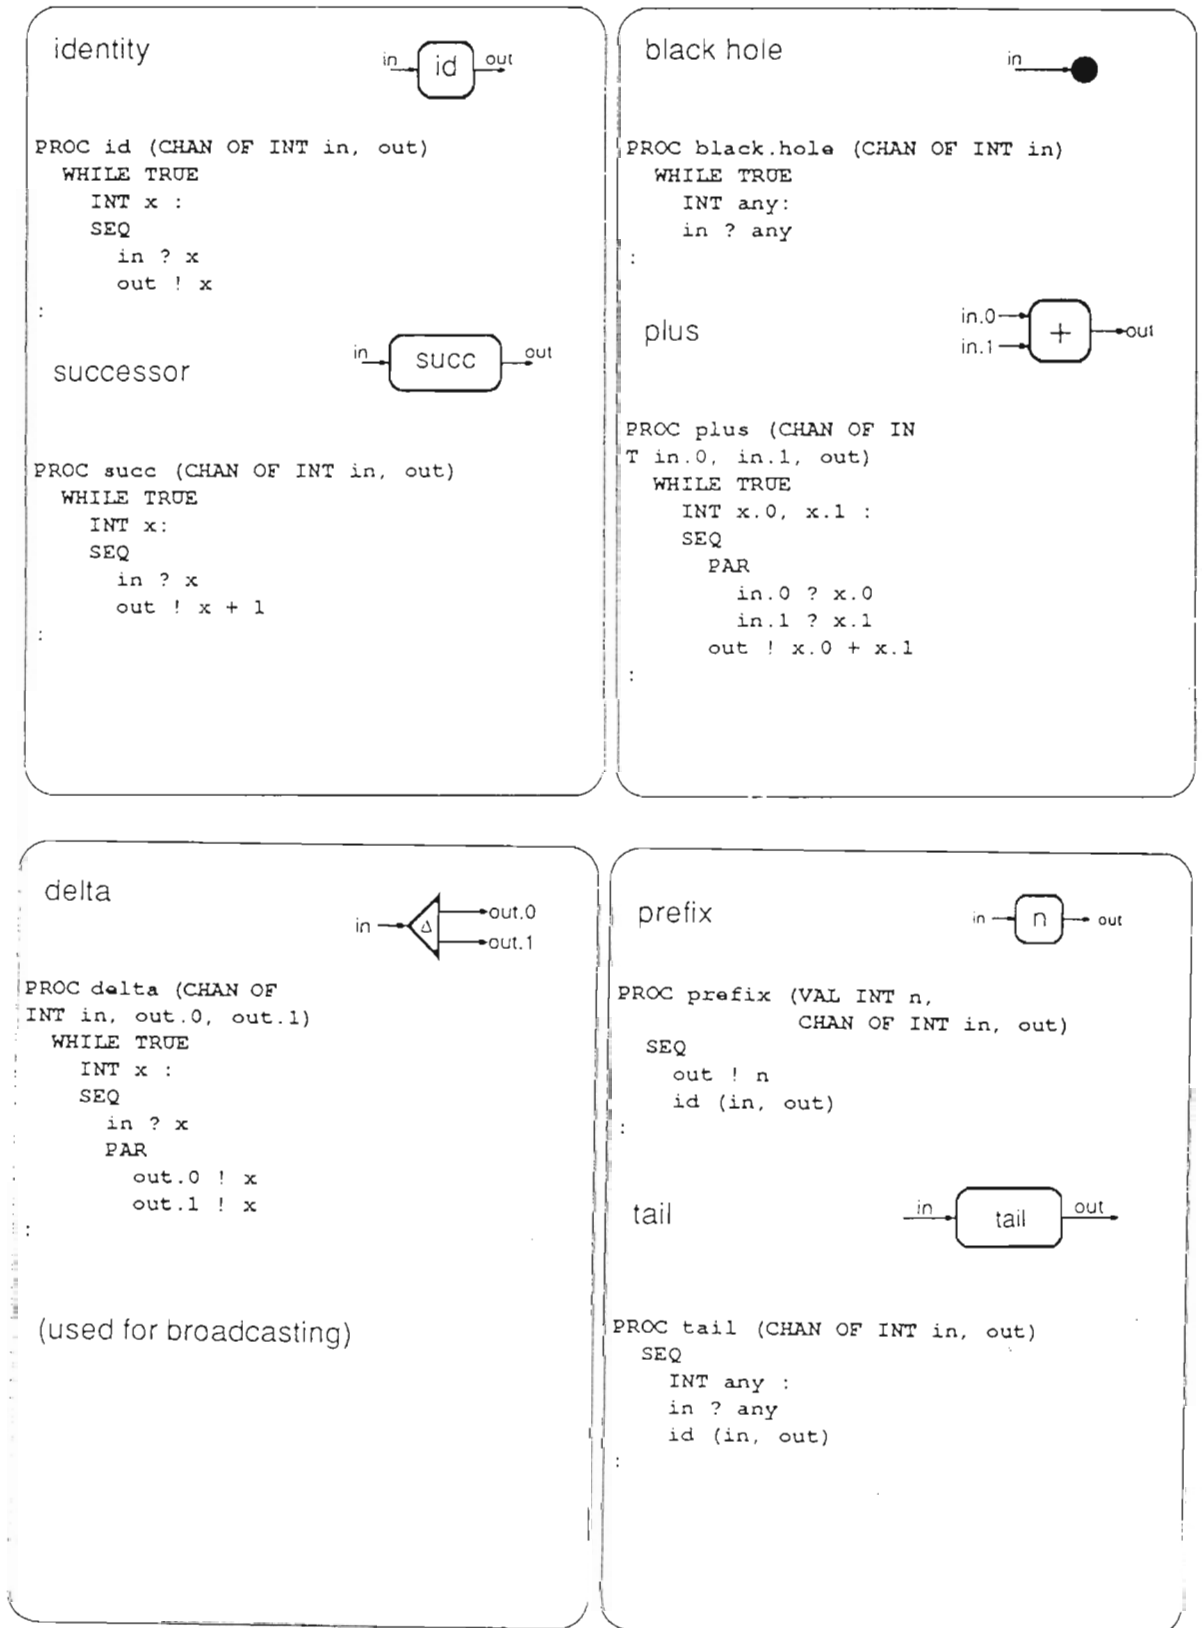 identity
in id out
PROC id (CHAN OF INT in, out)
  WHILE TRUE
    INT x :
    SEQ
      in ? x
      out ! x
:
successor
in succ out
PROC succ (CHAN OF INT in, out)
  WHILE TRUE
    INT x:
    SEQ
      in ? x
      out ! x + 1
:
black hole
in
PROC black.hole (CHAN OF INT in)
  WHILE TRUE
    INT any:
    in ? any
:
plus
in.0
in.1
+
out
PROC plus (CHAN OF IN
T in.0, in.1, out)
  WHILE TRUE
    INT x.0, x.1 :
    SEQ
      PAR
        in.0 ? x.0
        in.1 ? x.1
      out ! x.0 + x.1
:
delta
in Δ out.0
out.1
PROC delta (CHAN OF
INT in, out.0, out.1)
  WHILE TRUE
    INT x :
    SEQ
      in ? x
      PAR
        out.0 ! x
        out.1 ! x
:
(used for broadcasting)
prefix
in n out
PROC prefix (VAL INT n,
             CHAN OF INT in, out)
  SEQ
    out ! n
    id (in, out)
:
tail
in tail out
PROC tail (CHAN OF INT in, out)
  SEQ
    INT any :
    in ? any
    id (in, out)
: